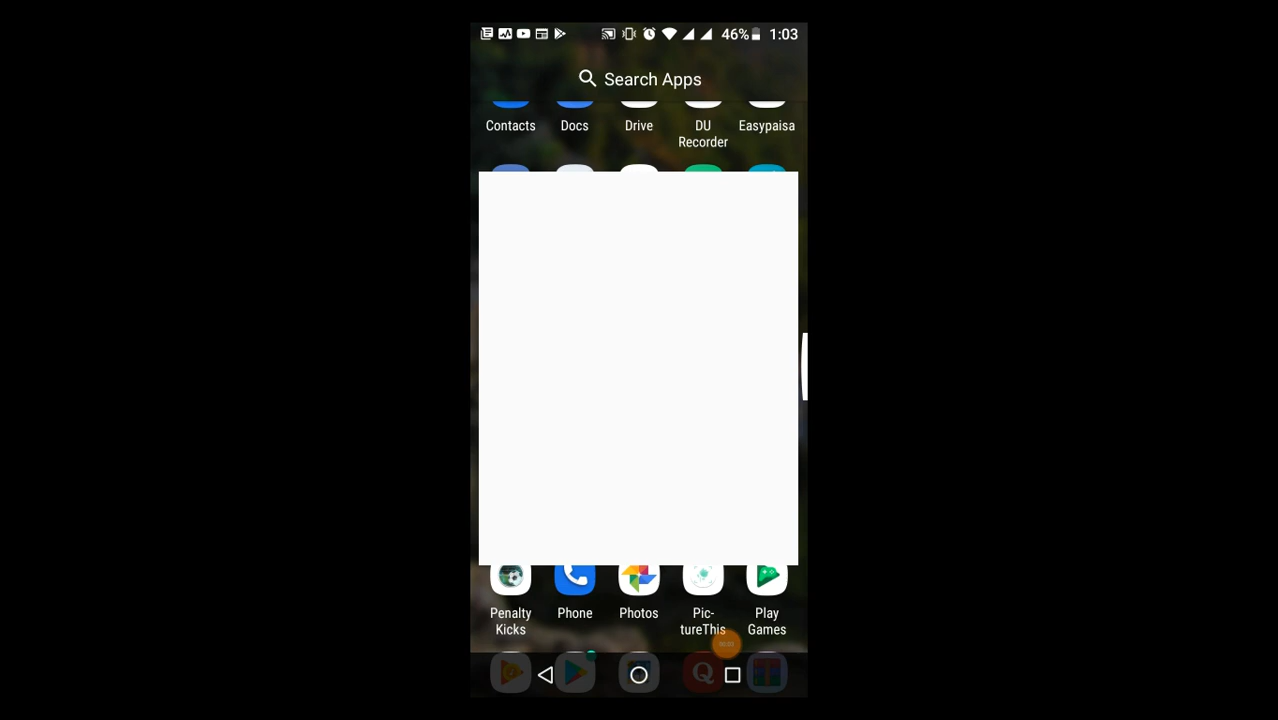 46% 1:03
Search Apps
Contacts Docs Drive DU Easypaisa
Recorder
Penalty Phone Photos Pic- Play
Kicks tureThis Games